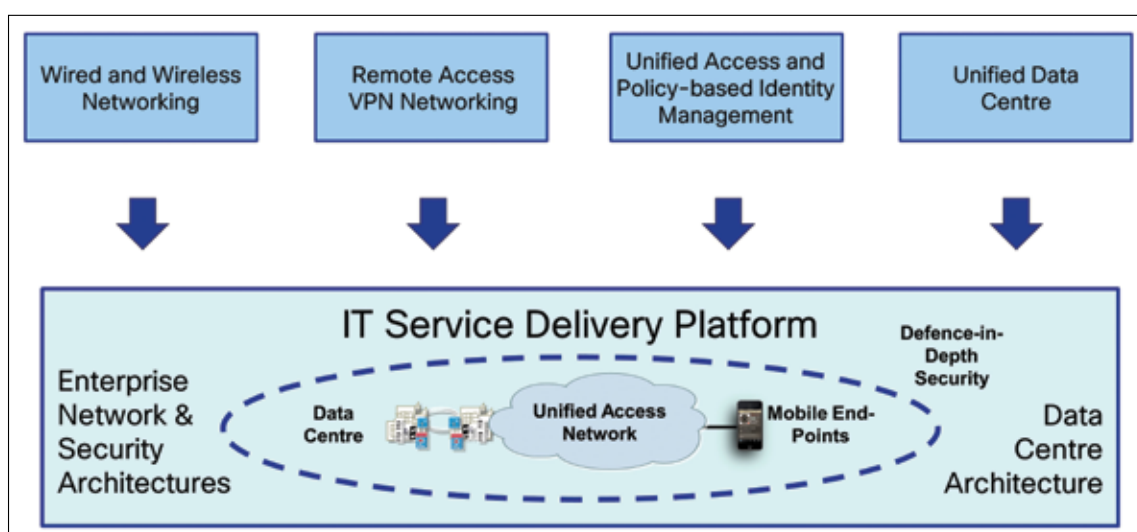 Wired and Wireless
Networking
Remote Access
VPN Networking
Unified Access and
Policy-based Identity
Management
Unified Data
Centre
IT Service Delivery Platform
Defence-in-
Depth
Security
Enterprise
Network &
Security
Architectures
Data
Centre
Unified Access
Network
Mobile End-
Points
Data
Centre
Architecture